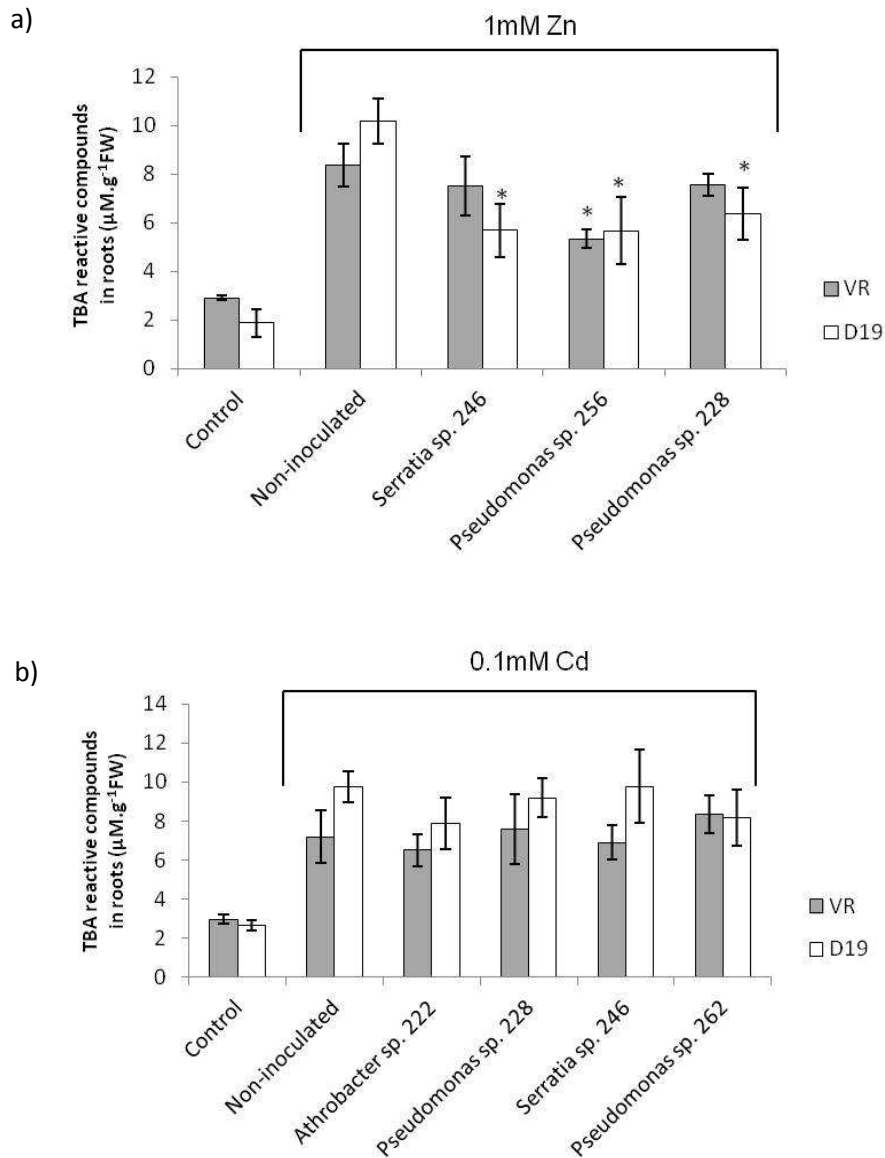 a)
1mM Zn
TBA reactive compounds
in roots (µM.g⁻¹FW)
12
10
8
6
4
2
0
*
*
*
*
Control
Non-inoculated
Serratia sp. 246
Pseudomonas sp. 256
Pseudomonas sp. 228
VR
D19
b)
0.1mM Cd
TBA reactive compounds
in roots (µM.g⁻¹FW)
14
12
10
8
6
4
2
0
Control
Non-inoculated
Athrobacter sp. 222
Pseudomonas sp. 228
Serratia sp. 246
Pseudomonas sp. 262
VR
D19